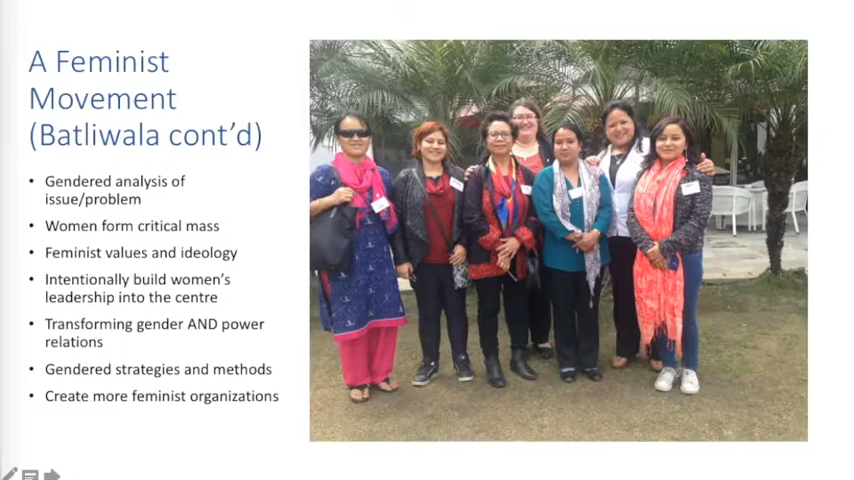 A Feminist
Movement
(Batliwala cont’d)
• Gendered analysis of
issue/problem
• Women form critical mass
• Feminist values and ideology
• Intentionally build women’s
leadership into the centre
• Transforming gender AND power
relations
• Gendered strategies and methods
• Create more feminist organizations